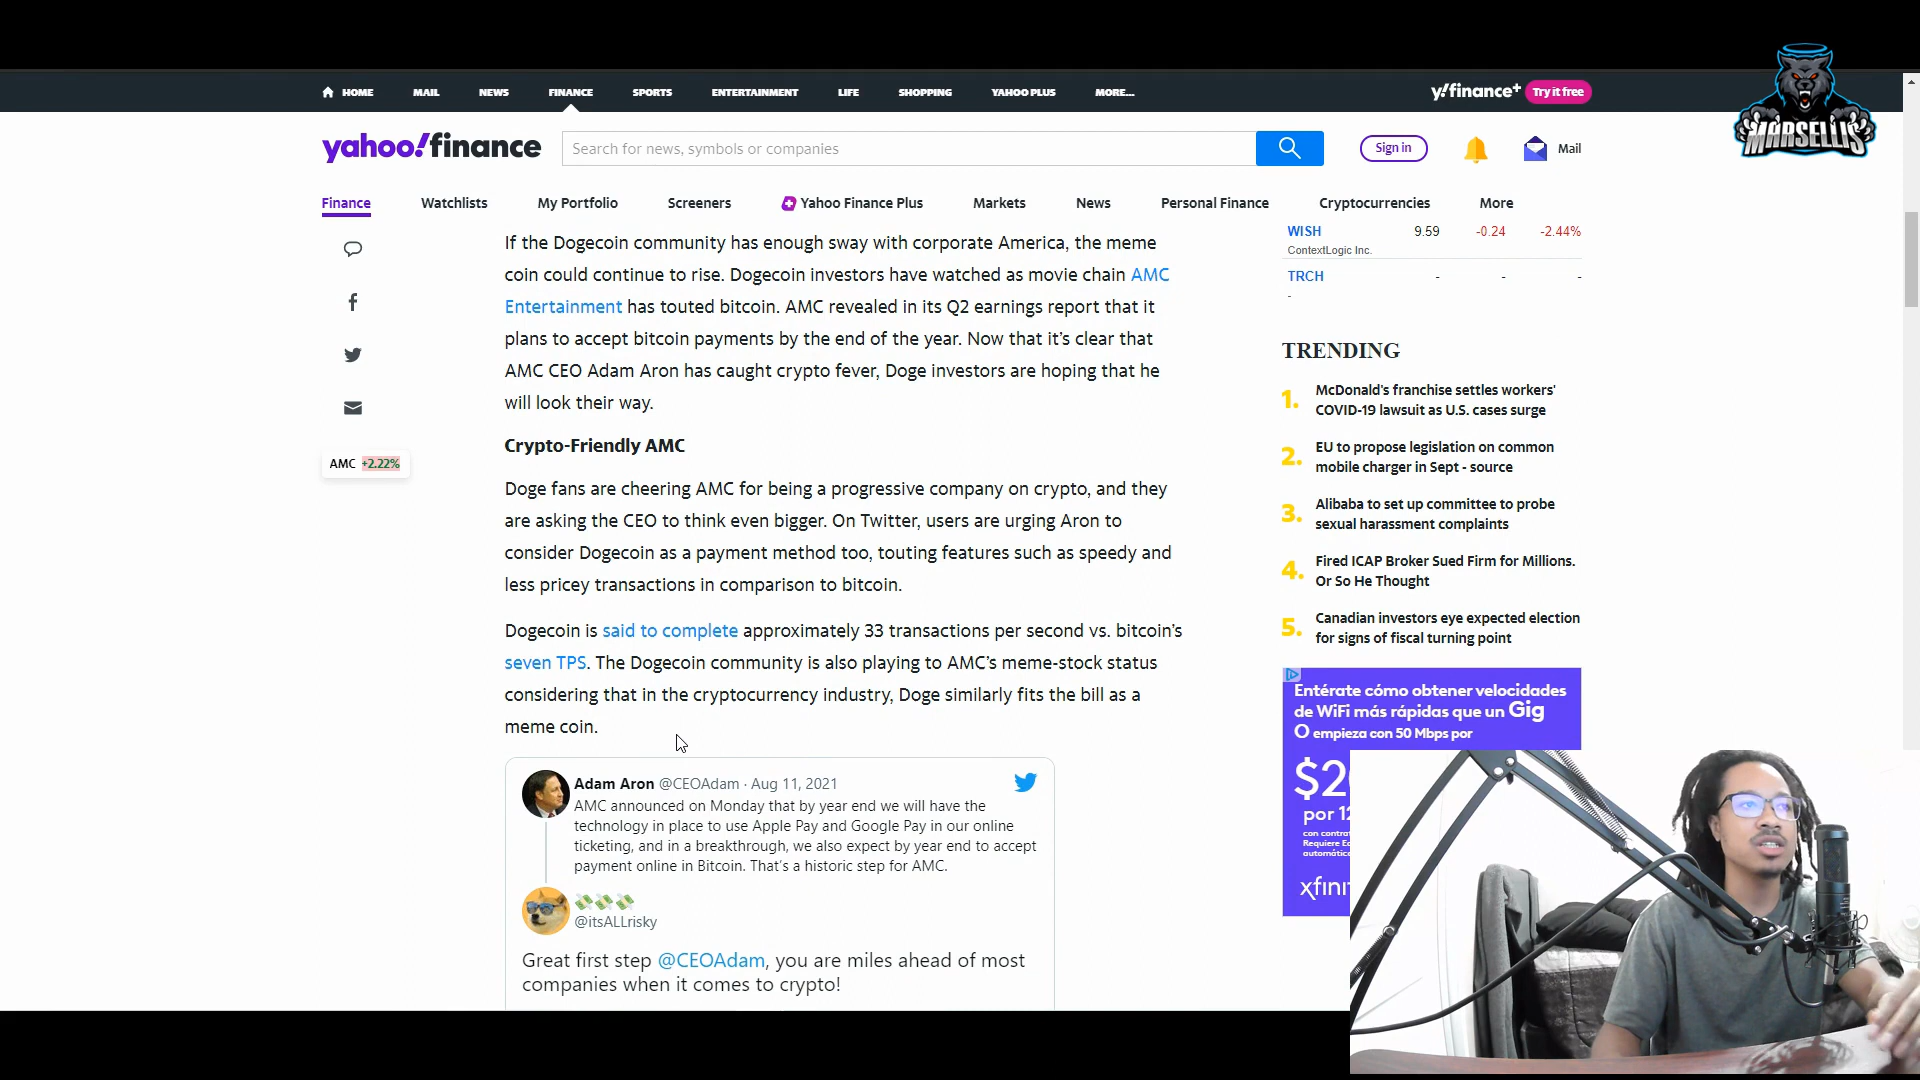 HOME MAIL NEWS FINANCE SPORTS ENTERTAINMENT LIFE SHOPPING YAHOO PLUS MORE... y!finance+ Try it free
MARSELLIS
yahoo!finance Search for news, symbols or companies Sign in Mail
Finance Watchlists My Portfolio Screeners Yahoo Finance Plus Markets News Personal Finance Cryptocurrencies More
If the Dogecoin community has enough sway with corporate America, the meme
coin could continue to rise. Dogecoin investors have watched as movie chain AMC
Entertainment has touted bitcoin. AMC revealed in its Q2 earnings report that it
plans to accept bitcoin payments by the end of the year. Now that it's clear that
AMC CEO Adam Aron has caught crypto fever, Doge investors are hoping that he
will look their way.
AMC +2.22%
Crypto-Friendly AMC
Doge fans are cheering AMC for being a progressive company on crypto, and they
are asking the CEO to think even bigger. On Twitter, users are urging Aron to
consider Dogecoin as a payment method too, touting features such as speedy and
less pricey transactions in comparison to bitcoin.
Dogecoin is said to complete approximately 33 transactions per second vs. bitcoin's
seven TPS. The Dogecoin community is also playing to AMC's meme-stock status
considering that in the cryptocurrency industry, Doge similarly fits the bill as a
meme coin.
Adam Aron @CEOAdam · Aug 11, 2021
AMC announced on Monday that by year end we will have the
technology in place to use Apple Pay and Google Pay in our online
ticketing, and in a breakthrough, we also expect by year end to accept
payment online in Bitcoin. That's a historic step for AMC.
@itsALLrisky
Great first step @CEOAdam, you are miles ahead of most
companies when it comes to crypto!
WISH 9.59 -0.24 -2.44%
ContextLogic Inc.
TRCH - - -
-
TRENDING
1. McDonald's franchise settles workers'
COVID-19 lawsuit as U.S. cases surge
2. EU to propose legislation on common
mobile charger in Sept - source
3. Alibaba to set up committee to probe
sexual harassment complaints
4. Fired ICAP Broker Sued Firm for Millions.
Or So He Thought
5. Canadian investors eye expected election
for signs of fiscal turning point
Entérate cómo obtener velocidades
de WiFi más rápidas que un Gig
O empieza con 50 Mbps por
$2
por 12
con contra
Requiere
automátic
xfini